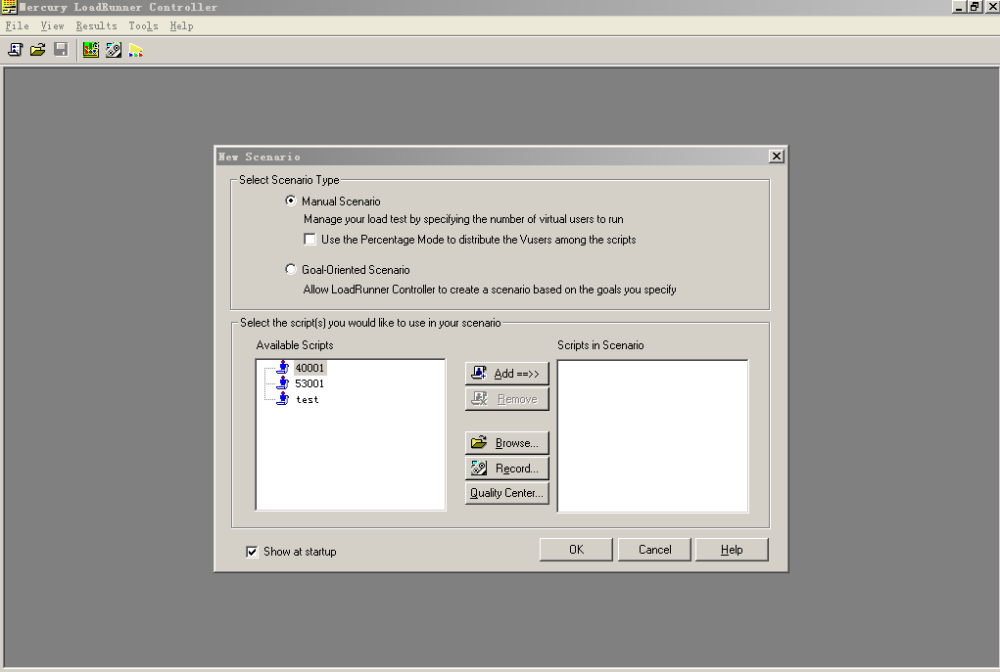 Mercury LoadRunner Controller
File View Results Tools Help
New Scenario
Select Scenario Type
Manual Scenario
Manage your load test by specifying the number of virtual users to run
Use the Percentage Mode to distribute the Vusers among the scripts
Goal-Oriented Scenario
Allow LoadRunner Controller to create a scenario based on the goals you specify
Select the script(s) you would like to use in your scenario
Available Scripts
Scripts in Scenario
40001
53001
test
Add ==>>
Remove
Browse...
Record...
Quality Center...
Show at startup
OK
Cancel
Help